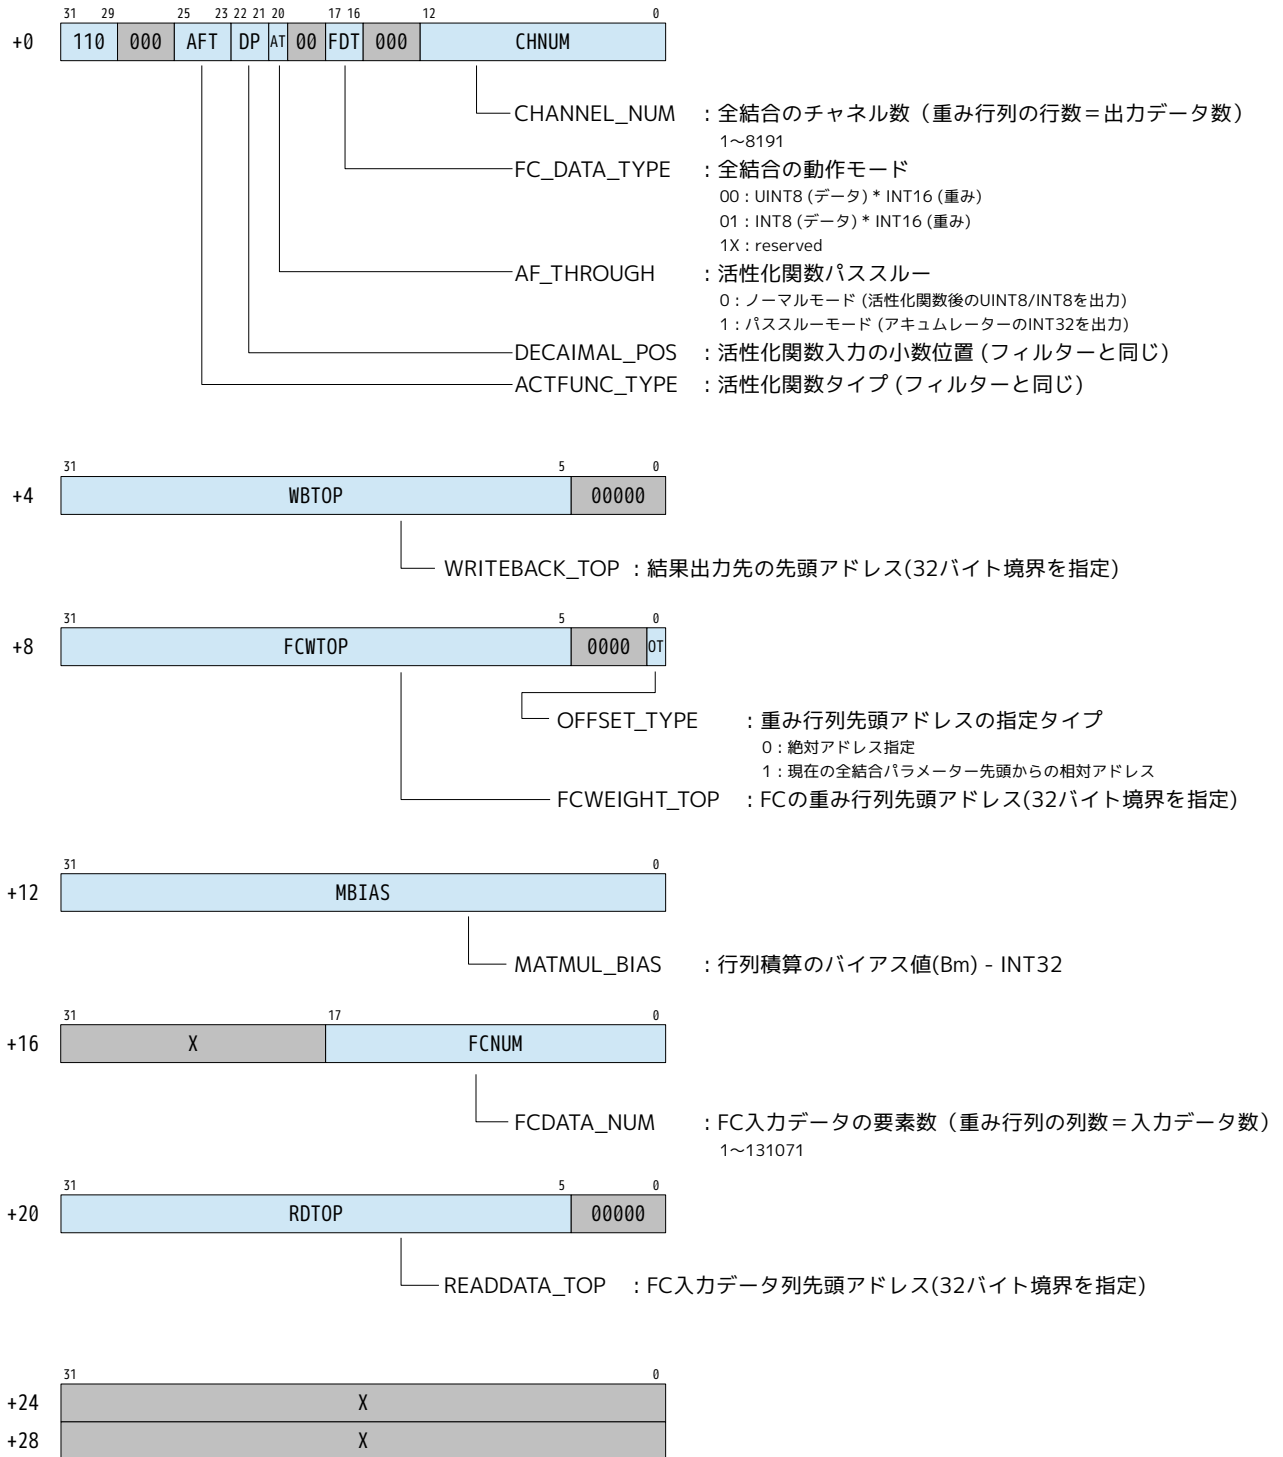 31 29 25 23 22 21 20 17 16 12 0
+0 110 000 AFT DP AT 00 FDT 000 CHNUM
CHANNEL_NUM : 全結合のチャネル数（重み行列の行数＝出力データ数）
1〜8191
FC_DATA_TYPE : 全結合の動作モード
00 : UINT8 (データ) * INT16 (重み)
01 : INT8 (データ) * INT16 (重み)
1X : reserved
AF_THROUGH : 活性化関数パススルー
0 : ノーマルモード (活性化関数後のUINT8/INT8を出力)
1 : パススルーモード (アキュムレーターのINT32を出力)
DECAIMAL_POS : 活性化関数入力の小数位置 (フィルターと同じ)
ACTFUNC_TYPE : 活性化関数タイプ (フィルターと同じ)
31 5 0
+4 WBTOP 00000
WRITEBACK_TOP : 結果出力先の先頭アドレス(32バイト境界を指定)
31 5 0
+8 FCWTOP 0000 OT
OFFSET_TYPE : 重み行列先頭アドレスの指定タイプ
0 : 絶対アドレス指定
1 : 現在の全結合パラメーター先頭からの相対アドレス
FCWEIGHT_TOP : FCの重み行列先頭アドレス(32バイト境界を指定)
31 0
+12 MBIAS
MATMUL_BIAS : 行列積算のバイアス値(Bm) - INT32
31 17 0
+16 X FCNUM
FCDATA_NUM : FC入力データの要素数（重み行列の列数＝入力データ数）
1〜131071
31 5 0
+20 RDTOP 00000
READDATA_TOP : FC入力データ列先頭アドレス(32バイト境界を指定)
31 0
+24 X
+28 X